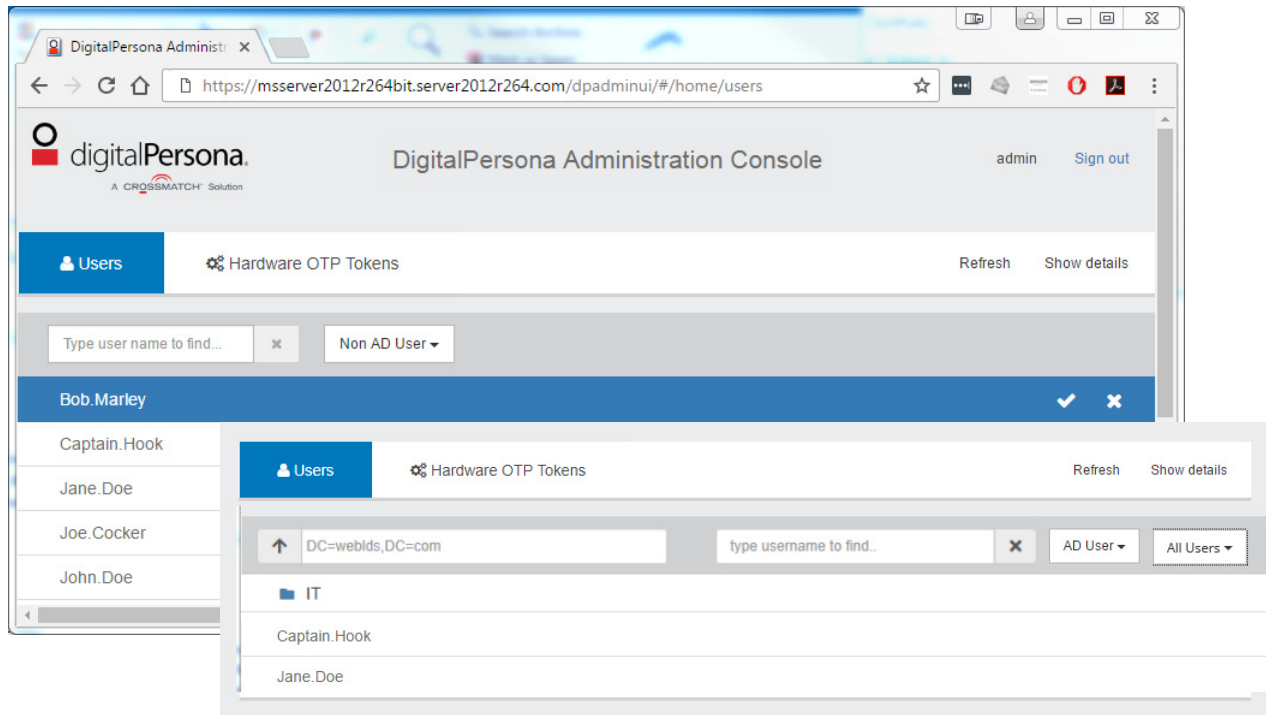 DigitalPersona Administr
https://msserver2012r264bit.server2012r264.com/dpadminui/#/home/users
digitalPersona.
A CROSSMATCH Solution
DigitalPersona Administration Console
admin Sign out
Users Hardware OTP Tokens Refresh Show details
Type user name to find... Non AD User
Bob.Marley
Captain.Hook
Jane.Doe
Joe.Cocker
John.Doe
Users Hardware OTP Tokens Refresh Show details
DC=weblds,DC=com type username to find.. AD User All Users
IT
Captain.Hook
Jane.Doe